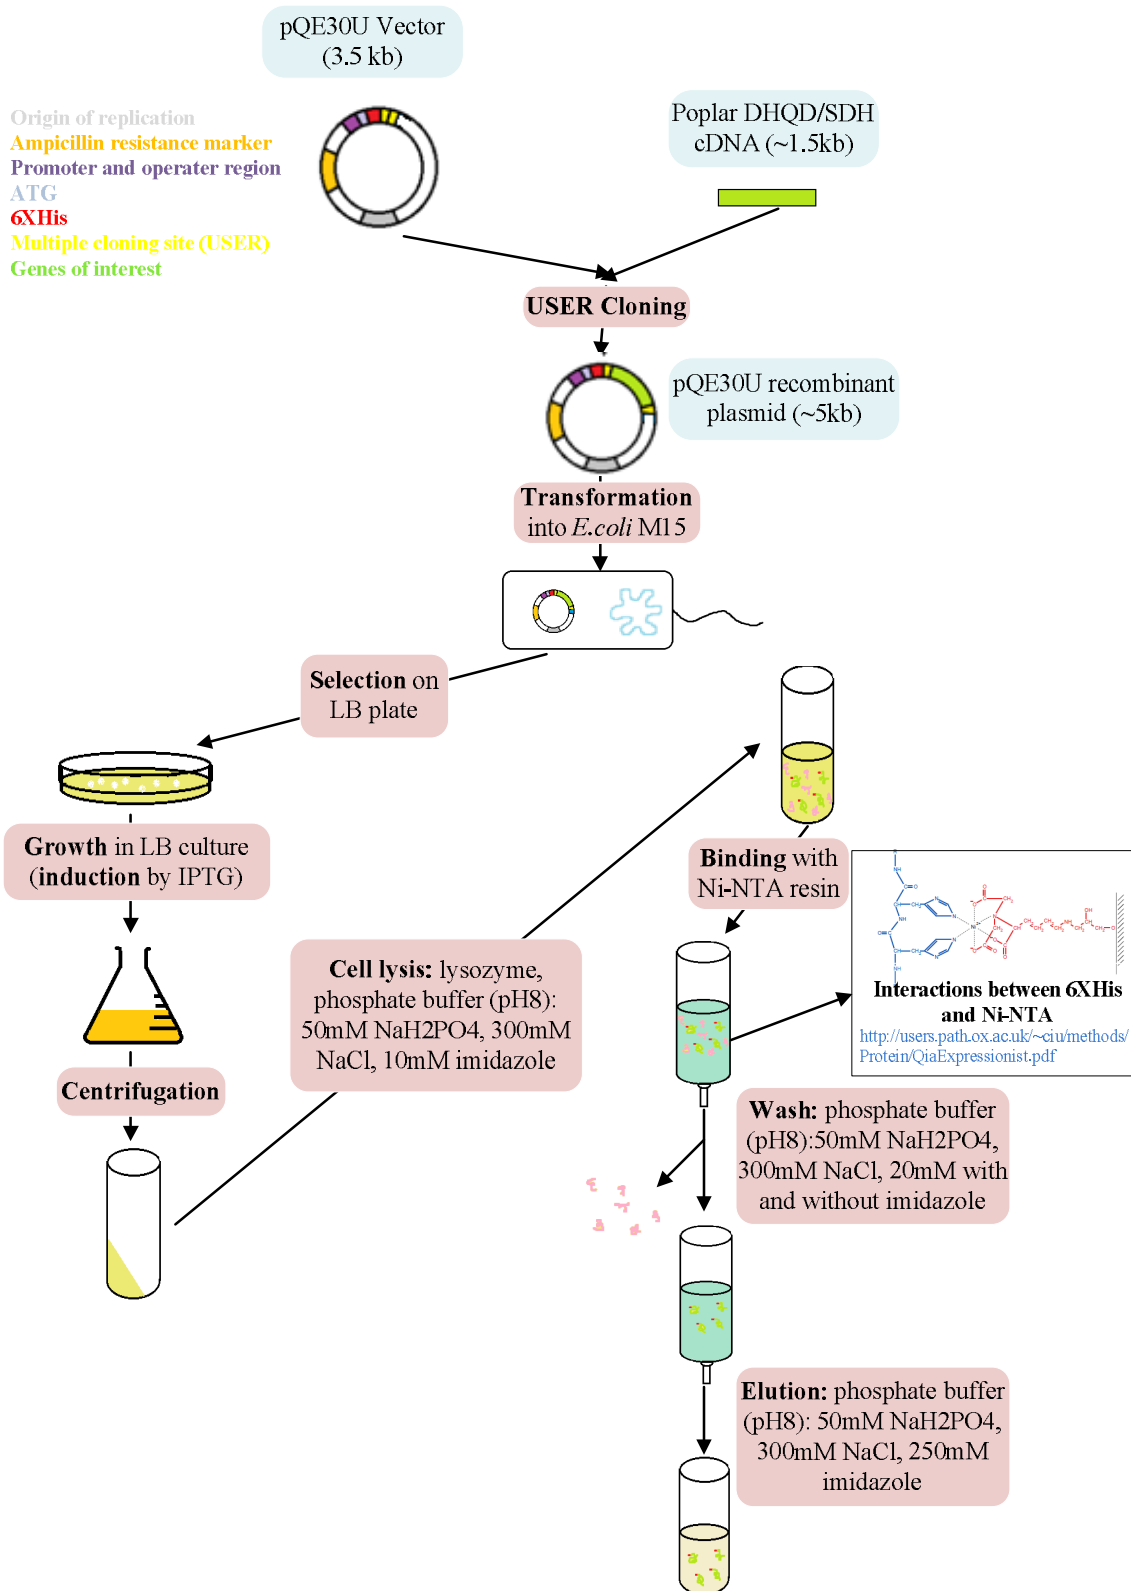 pQE30U Vector
(3.5 kb)
Origin of replication
Ampicillin resistance marker
Promoter and operater region
ATG
6XHis
Multiple cloning site (USER)
Genes of interest
Poplar DHQD/SDH
cDNA (~1.5kb)
USER Cloning
pQE30U recombinant
plasmid (~5kb)
Transformation
into E.coli M15
Selection on
LB plate
Growth in LB culture
(induction by IPTG)
Centrifugation
Cell lysis: lysozyme,
phosphate buffer (pH8):
50mM NaH2PO4, 300mM
NaCl, 10mM imidazole
Binding with
Ni-NTA resin
Interactions between 6XHis
and Ni-NTA
http://users.path.ox.ac.uk/~ciu/methods/
Protein/QiaExpressionist.pdf
Wash: phosphate buffer
(pH8):50mM NaH2PO4,
300mM NaCl, 20mM with
and without imidazole
Elution: phosphate buffer
(pH8): 50mM NaH2PO4,
300mM NaCl, 250mM
imidazole